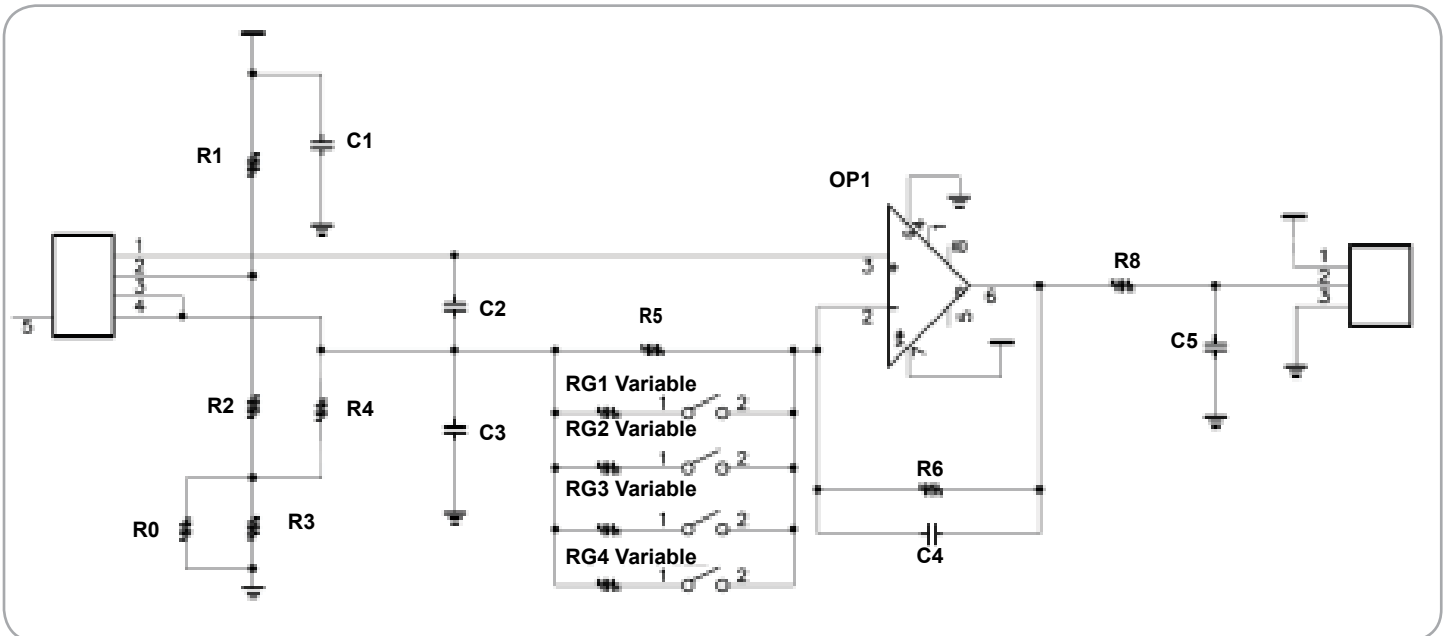 R1
C1
OP1
1
2
3
4
5
3
2
6
R8
1
2
3
C2
R5
C5
RG1 Variable
1 2
R2
R4
C3
RG2 Variable
1 2
R6
RG3 Variable
1 2
R0
R3
C4
RG4 Variable
1 2